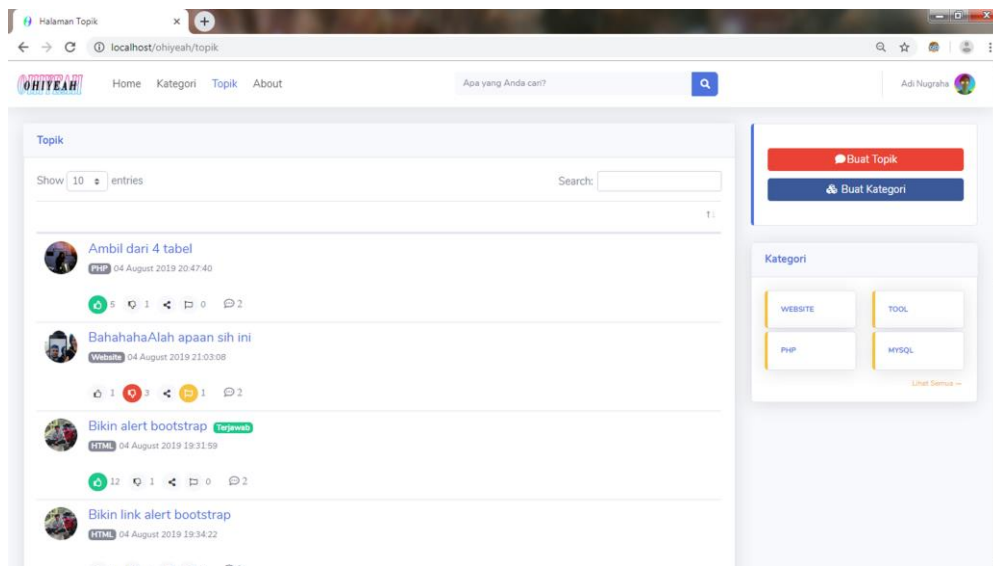 Halaman Topik
localhost/ohiyeah/topik
OHIYEAH Home Kategori Topik About Apa yang Anda cari? Adi Nugraha
Topik
Show 10 entries Search:
Ambil dari 4 tabel
PHP 04 August 2019 20:47:40
5 1 0 2
BahahahaAlah apaan sih ini
Website 04 August 2019 21:03:08
1 3 1 2
Bikin alert bootstrap Terjawab
HTML 04 August 2019 19:31:59
12 1 0 2
Bikin link alert bootstrap
HTML 04 August 2019 19:34:22
Buat Topik
Buat Kategori
Kategori
WEBSITE TOOL
PHP MYSQL
Lihat Semua →